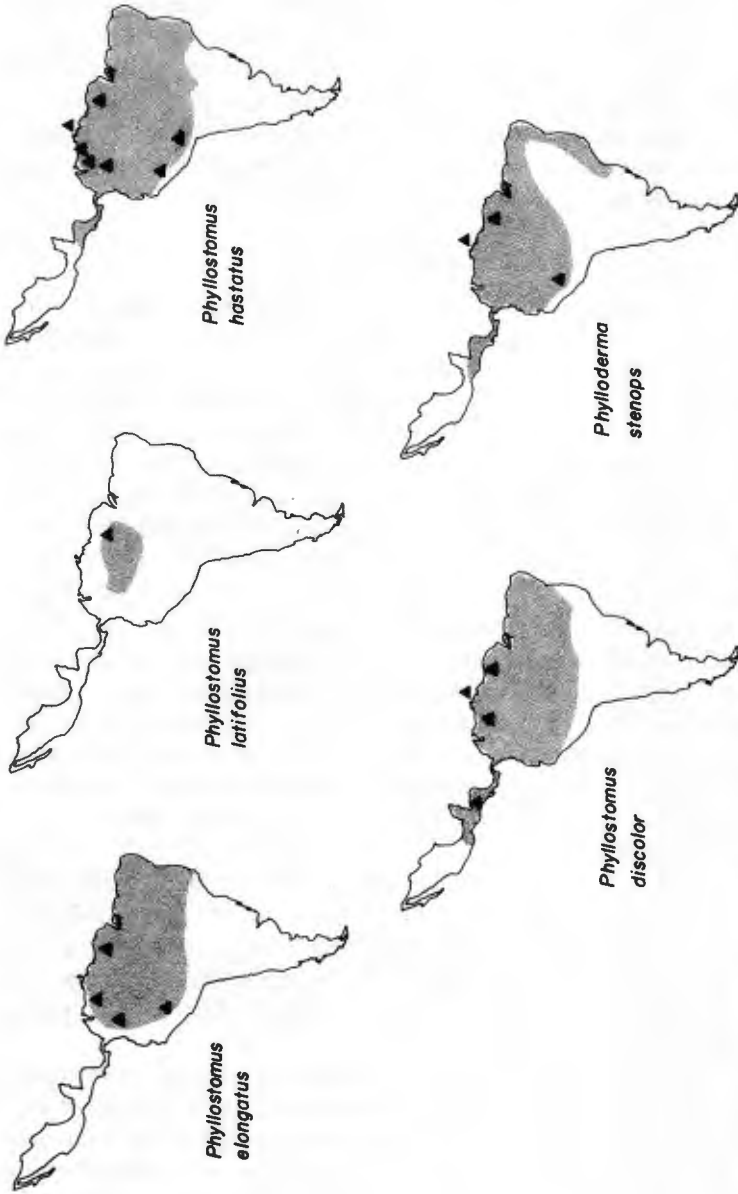 Phyllostomus
elongatus
Phyllostomus
latifolius
Phyllostomus
hastatus
Phyllostomus
discolor
Phylloderma
stenops